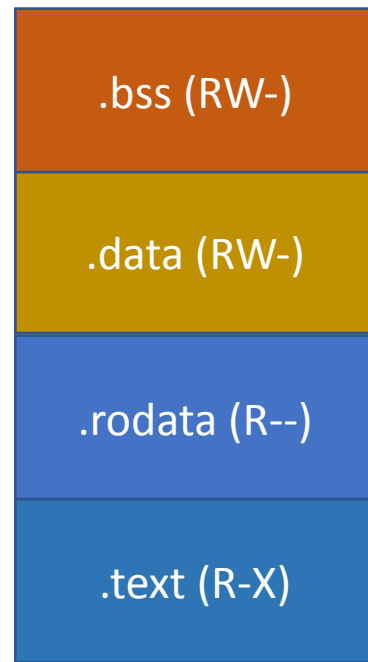 .bss (RW-)
.data (RW-)
.rodata (R--)
.text (R-X)